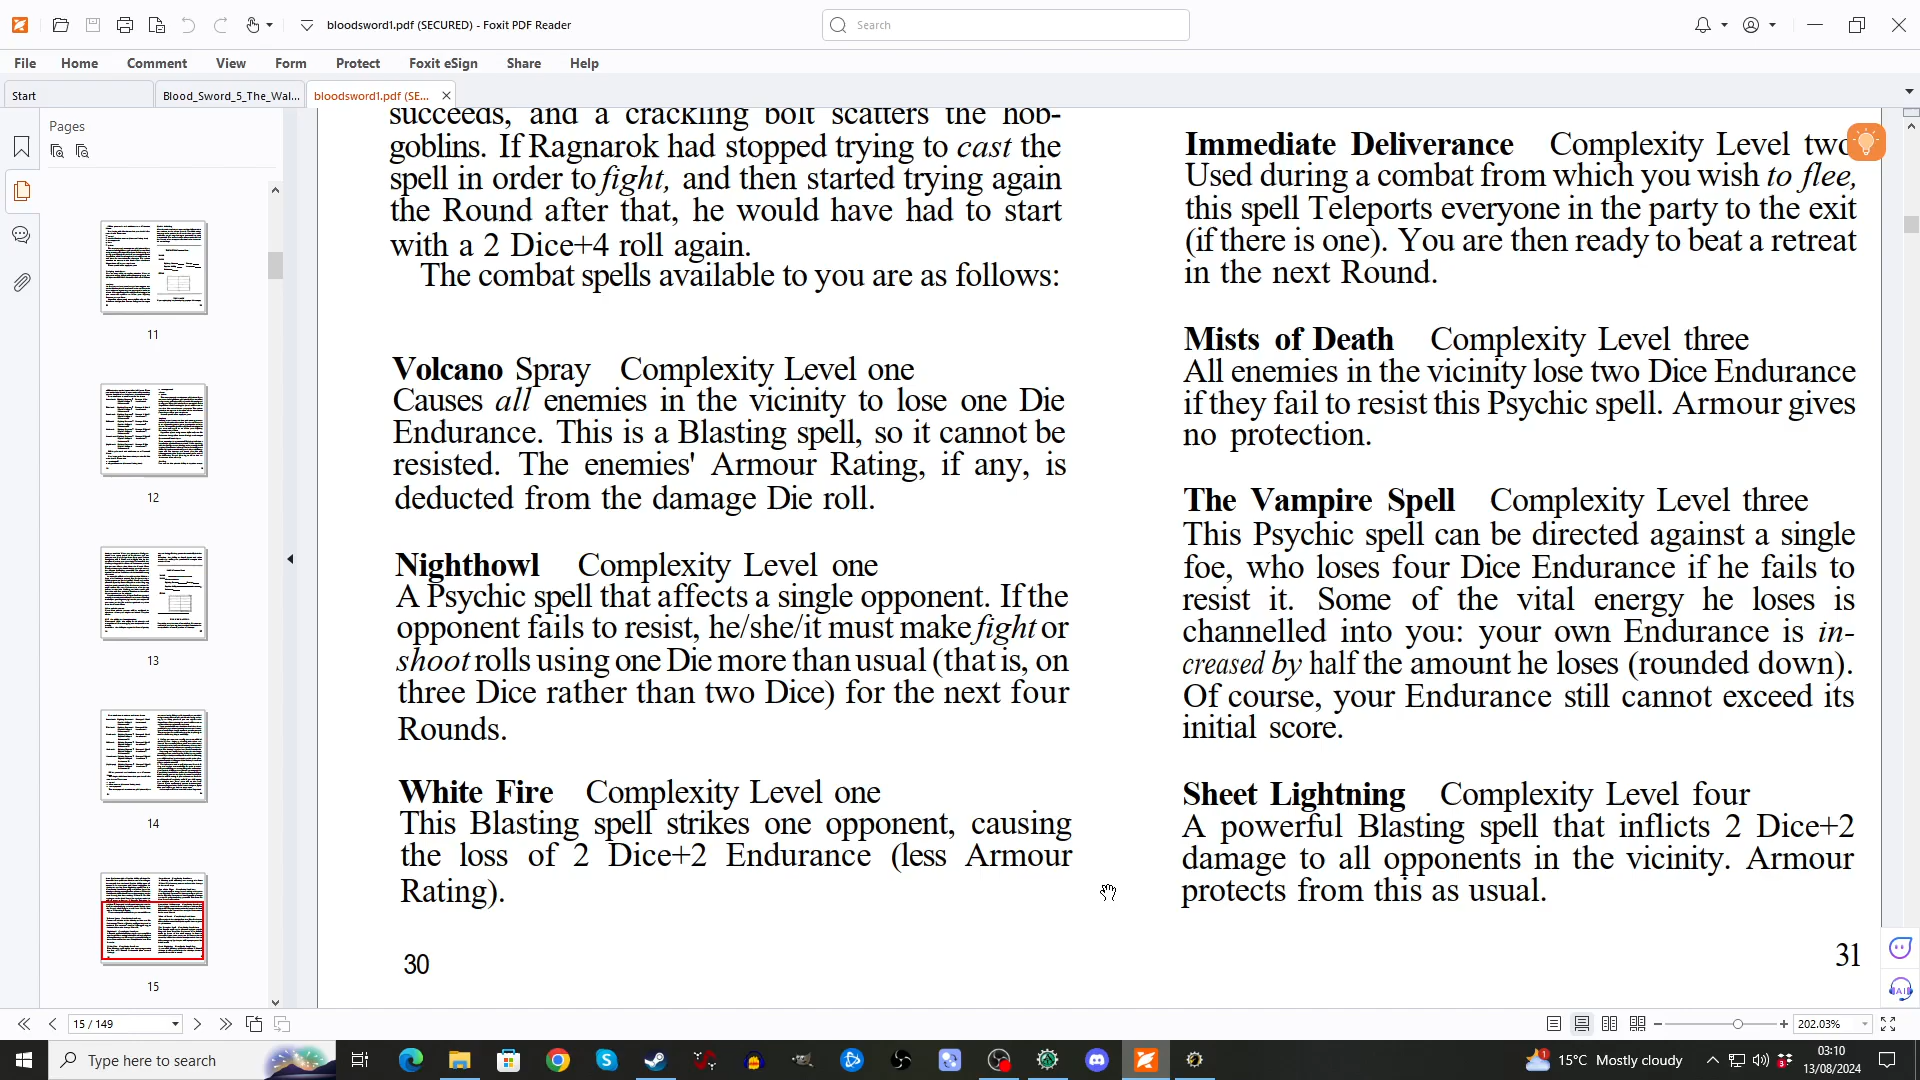 bloodsword1.pdf (SECURED) - Foxit PDF Reader
Search
File
Home
Comment
View
Form
Protect
Foxit eSign
Share
Help
Start
Blood_Sword_5_The_Wal...
bloodsword1.pdf (SE...
Pages
11
12
13
14
15
succeeds, and a crackling bolt scatters the hob-
goblins. If Ragnarok had stopped trying to cast the
spell in order to fight, and then started trying again
the Round after that, he would have had to start
with a 2 Dice+4 roll again.
The combat spells available to you are as follows:
Volcano Spray Complexity Level one
Causes all enemies in the vicinity to lose one Die
Endurance. This is a Blasting spell, so it cannot be
resisted. The enemies' Armour Rating, if any, is
deducted from the damage Die roll.
Nighthowl Complexity Level one
A Psychic spell that affects a single opponent. If the
opponent fails to resist, he/she/it must make fight or
shoot rolls using one Die more than usual (that is, on
three Dice rather than two Dice) for the next four
Rounds.
White Fire Complexity Level one
This Blasting spell strikes one opponent, causing
the loss of 2 Dice+2 Endurance (less Armour
Rating).
30
Immediate Deliverance Complexity Level two
Used during a combat from which you wish to flee,
this spell Teleports everyone in the party to the exit
(if there is one). You are then ready to beat a retreat
in the next Round.
Mists of Death Complexity Level three
All enemies in the vicinity lose two Dice Endurance
if they fail to resist this Psychic spell. Armour gives
no protection.
The Vampire Spell Complexity Level three
This Psychic spell can be directed against a single
foe, who loses four Dice Endurance if he fails to
resist it. Some of the vital energy he loses is
channelled into you: your own Endurance is in-
creased by half the amount he loses (rounded down).
Of course, your Endurance still cannot exceed its
initial score.
Sheet Lightning Complexity Level four
A powerful Blasting spell that inflicts 2 Dice+2
damage to all opponents in the vicinity. Armour
protects from this as usual.
31
AI
15 / 149
202.03%
Type here to search
1
15°C Mostly cloudy
03:10
13/08/2024